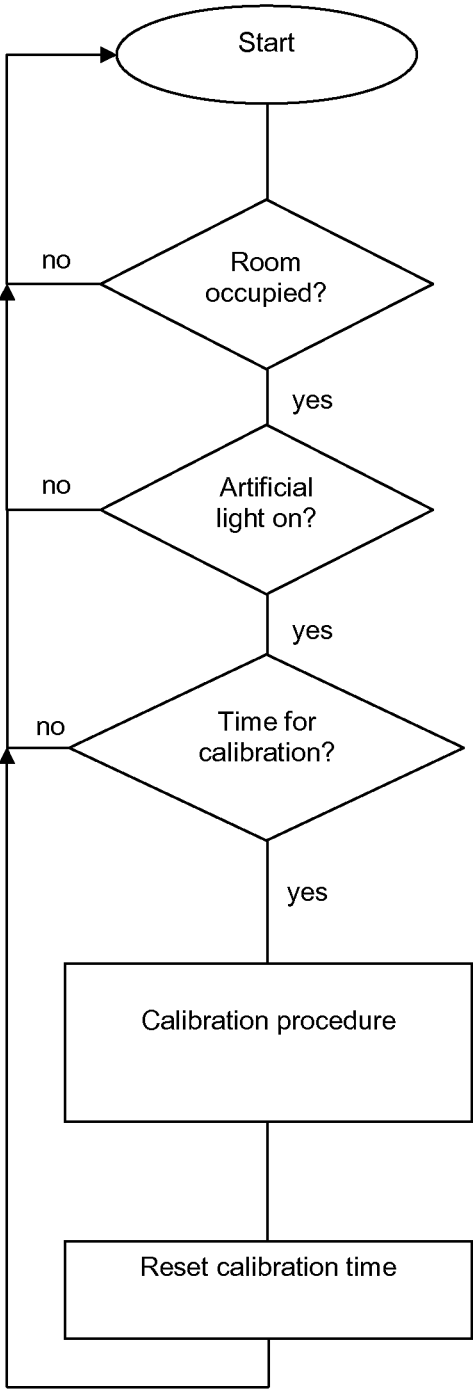 Start
no
Room
occupied?
yes
no
Artificial
light on?
yes
no
Time for
calibration?
yes
Calibration procedure
Reset calibration time